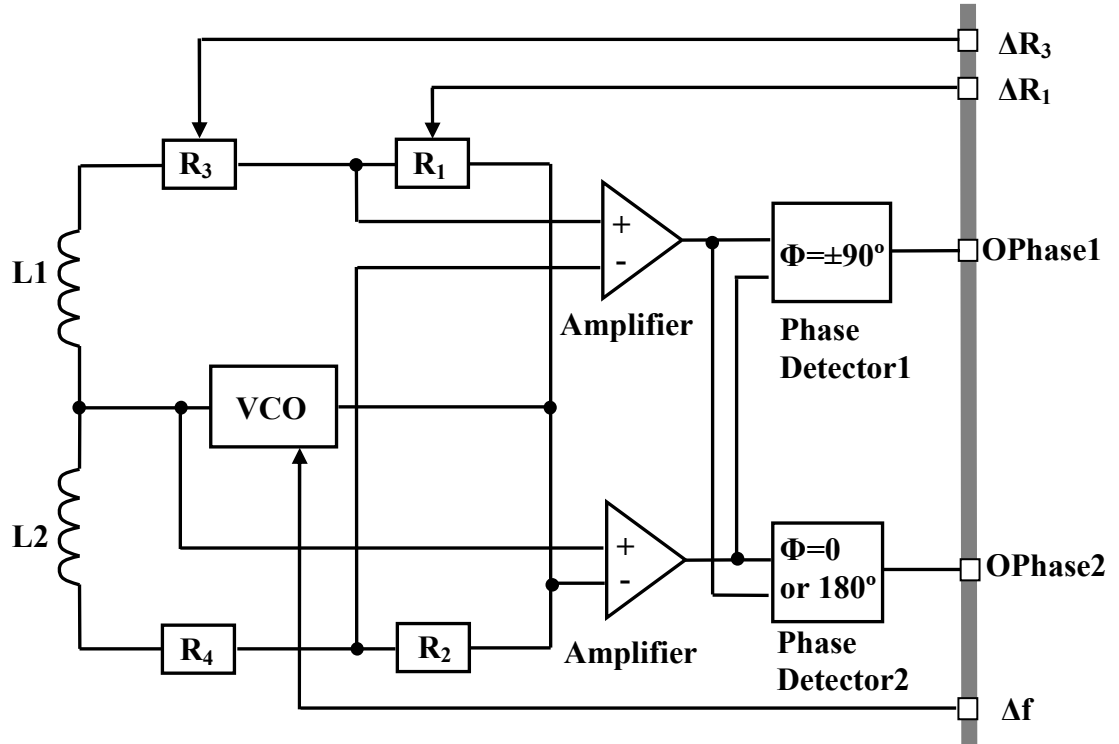 ΔR₃
ΔR₁
R₃
R₁
+
-
Φ=±90º
OPhase1
L1
Amplifier
Phase
Detector1
VCO
L2
+
-
Φ=0
or 180º
OPhase2
R₄
R₂
Amplifier
Phase
Detector2
Δf